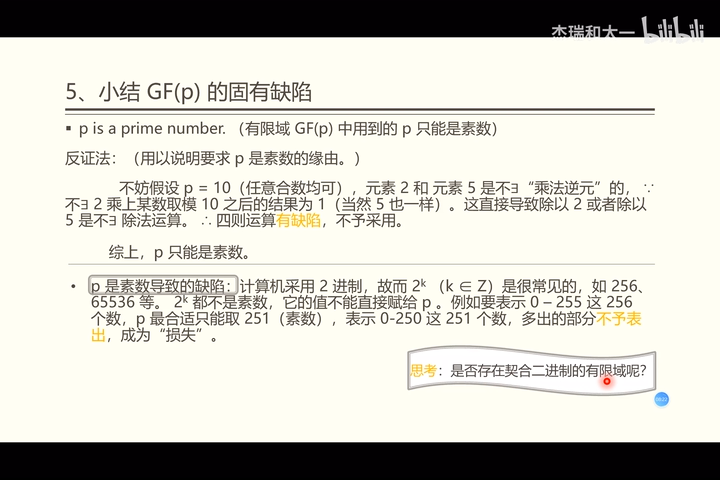 杰瑞和大一
bilibili
5、小结 GF(p) 的固有缺陷
▪ p is a prime number. （有限域 GF(p) 中用到的 p 只能是素数）
反证法：（用以说明要求 p 是素数的缘由。）
不妨假设 p = 10（任意合数均可），元素 2 和 元素 5 是不∃“乘法逆元”的， ∵
不∃ 2 乘上某数取模 10 之后的结果为 1（当然 5 也一样）。这直接导致除以 2 或者除以
5 是不∃ 除法运算。 ∴ 四则运算有缺陷，不予采用。
综上，p 只能是素数。
• p 是素数导致的缺陷：计算机采用 2 进制，故而 2ᵏ （k ∈ Z）是很常见的，如 256、
65536 等。 2ᵏ 都不是素数，它的值不能直接赋给 p 。例如要表示 0 – 255 这 256
个数，p 最合适只能取 251（素数），表示 0-250 这 251 个数，多出的部分不予表
出，成为“损失”。
思考：是否存在契合二进制的有限域呢？